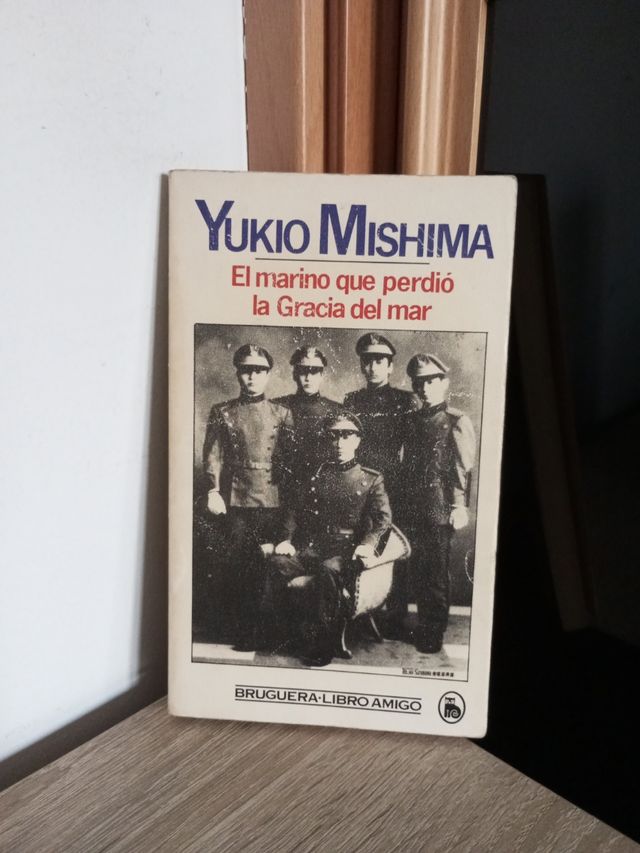 YUKIO MISHIMA
El marino que perdió
la Gracia del mar
BRUGUERA·LIBRO AMIGO